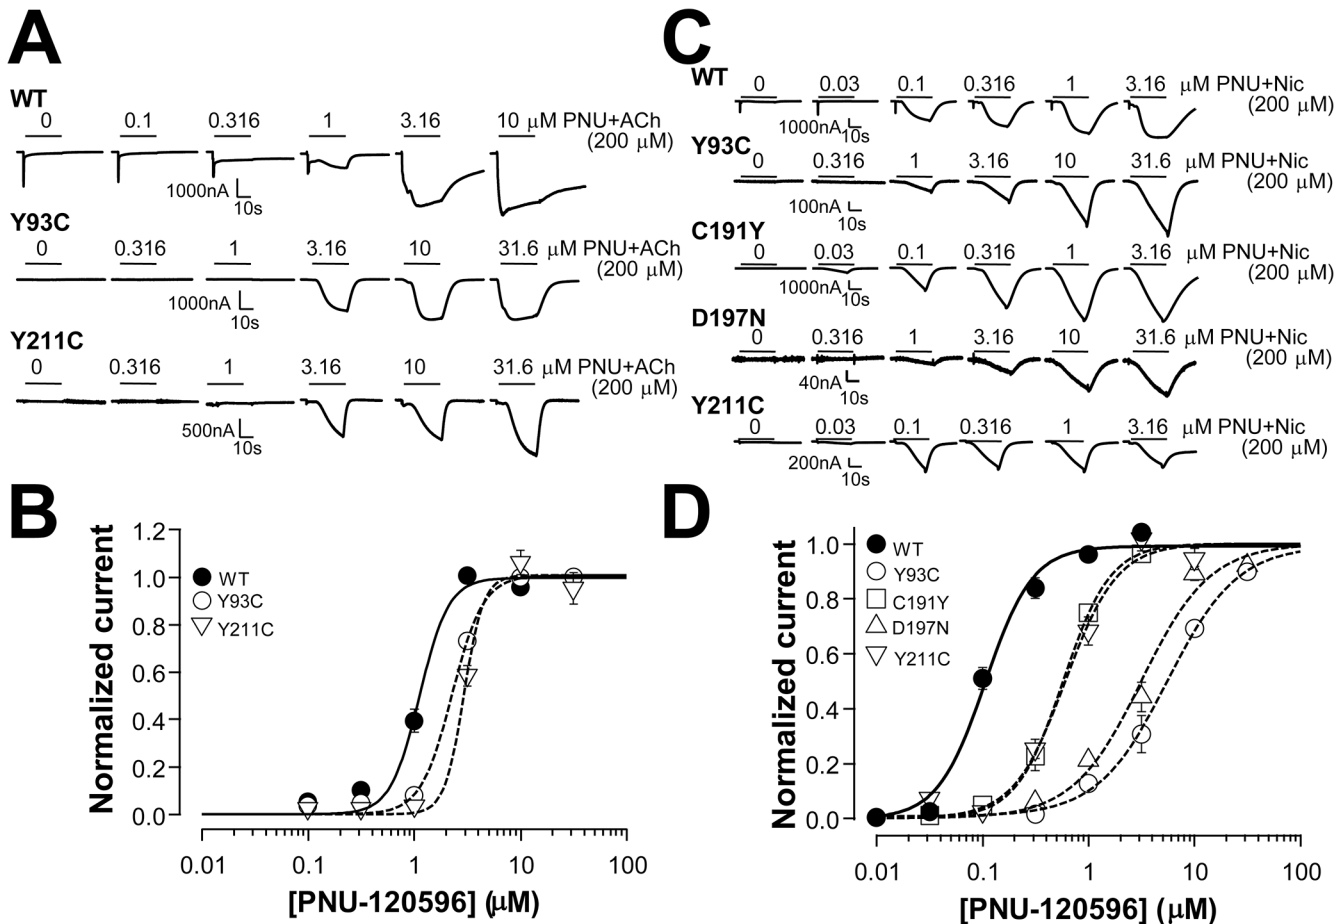 A
WT
0 0.1 0.316 1 3.16 10 μM PNU+ACh
(200 μM)
1000nA
10s
Y93C
0 0.316 1 3.16 10 31.6 μM PNU+ACh
(200 μM)
1000nA
10s
Y211C
0 0.316 1 3.16 10 31.6 μM PNU+ACh
(200 μM)
500nA
10s
B
Normalized current
1.2
1.0
0.8
0.6
0.4
0.2
0.0
WT
Y93C
Y211C
0.01 0.1 1 10 100
[PNU-120596] (μM)
C
WT
0 0.03 0.1 0.316 1 3.16 μM PNU+Nic
(200 μM)
1000nA
10s
Y93C
0 0.316 1 3.16 10 31.6 μM PNU+Nic
(200 μM)
100nA
10s
C191Y
0 0.03 0.1 0.316 1 3.16 μM PNU+Nic
(200 μM)
1000nA
10s
D197N
0 0.316 1 3.16 10 31.6 μM PNU+Nic
(200 μM)
40nA
10s
Y211C
0 0.03 0.1 0.316 1 3.16 μM PNU+Nic
(200 μM)
200nA
10s
D
Normalized current
1.0
0.8
0.6
0.4
0.2
0.0
WT
Y93C
C191Y
D197N
Y211C
0.01 0.1 1 10 100
[PNU-120596] (μM)